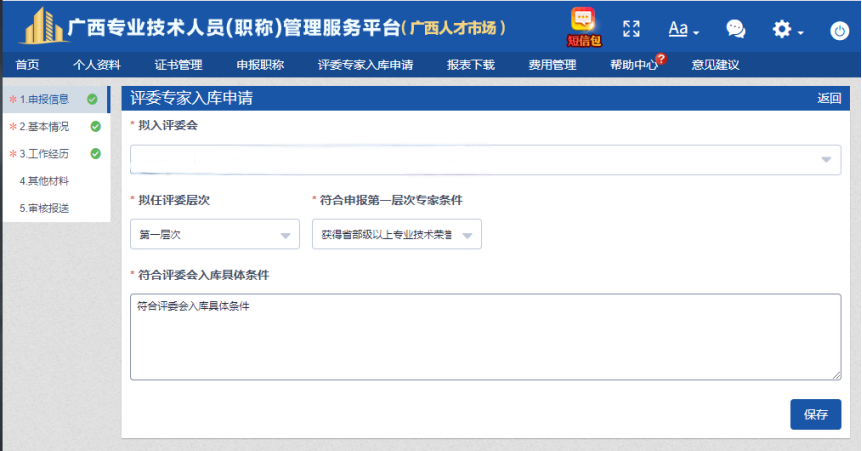 广西专业技术人员(职称)管理服务平台(广西人才市场)
短信包
Aa
首页 个人资料 证书管理 申报职称 评委专家入库申请 报表下载 费用管理 帮助中心? 意见建议
* 1.申报信息
* 2.基本情况
* 3.工作经历
4.其他材料
5.审核报送
评委专家入库申请 返回
* 拟入评委会
* 拟任评委层次 * 符合申报第一层次专家条件
第一层次 获得省部级以上专业技术荣誉
* 符合评委会入库具体条件
符合评委会入库具体条件
保存